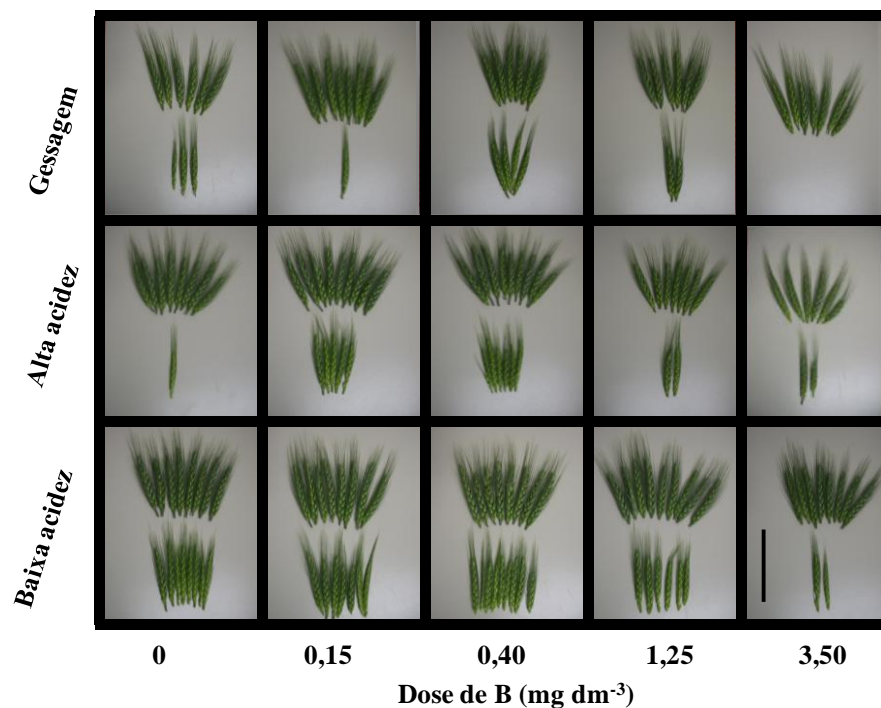 Gessagem
Alta acidez
Baixa acidez
0 0,15 0,40 1,25 3,50
Dose de B (mg dm⁻³)